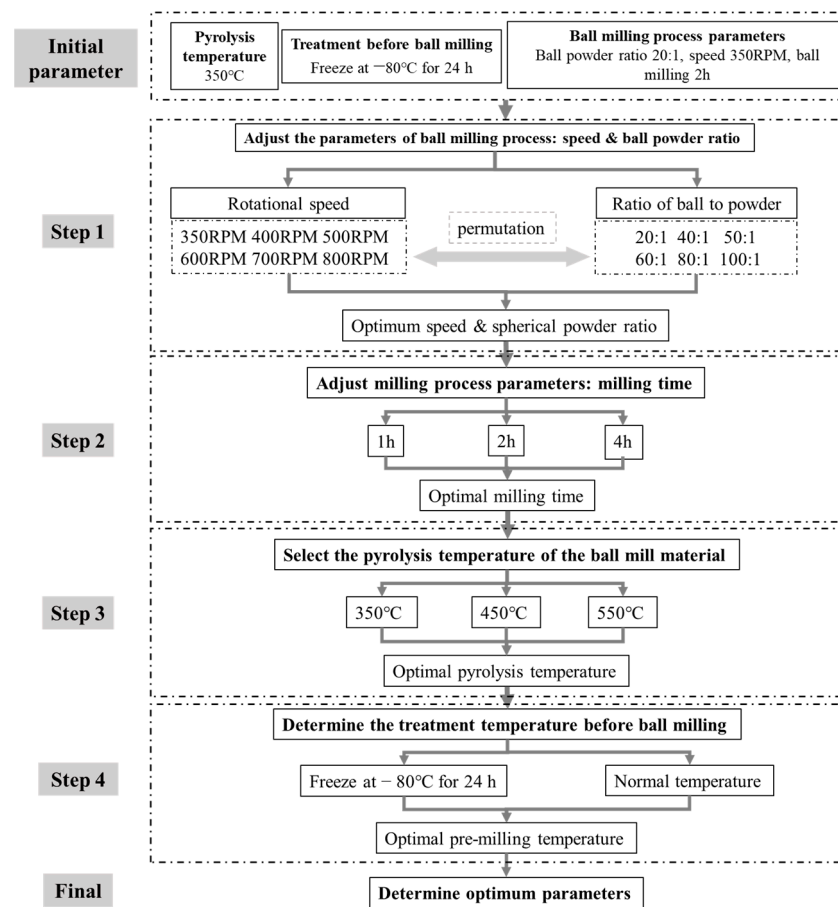 Initial
parameter
Pyrolysis
temperature
350℃
Treatment before ball milling
Freeze at −80℃ for 24 h
Ball milling process parameters
Ball powder ratio 20:1, speed 350RPM, ball
milling 2h
Step 1
Adjust the parameters of ball milling process: speed & ball powder ratio
Rotational speed
350RPM 400RPM 500RPM
600RPM 700RPM 800RPM
permutation
Ratio of ball to powder
20:1 40:1 50:1
60:1 80:1 100:1
Optimum speed & spherical powder ratio
Step 2
Adjust milling process parameters: milling time
1h
2h
4h
Optimal milling time
Step 3
Select the pyrolysis temperature of the ball mill material
350℃
450℃
550℃
Optimal pyrolysis temperature
Step 4
Determine the treatment temperature before ball milling
Freeze at − 80℃ for 24 h
Normal temperature
Optimal pre-milling temperature
Final
Determine optimum parameters